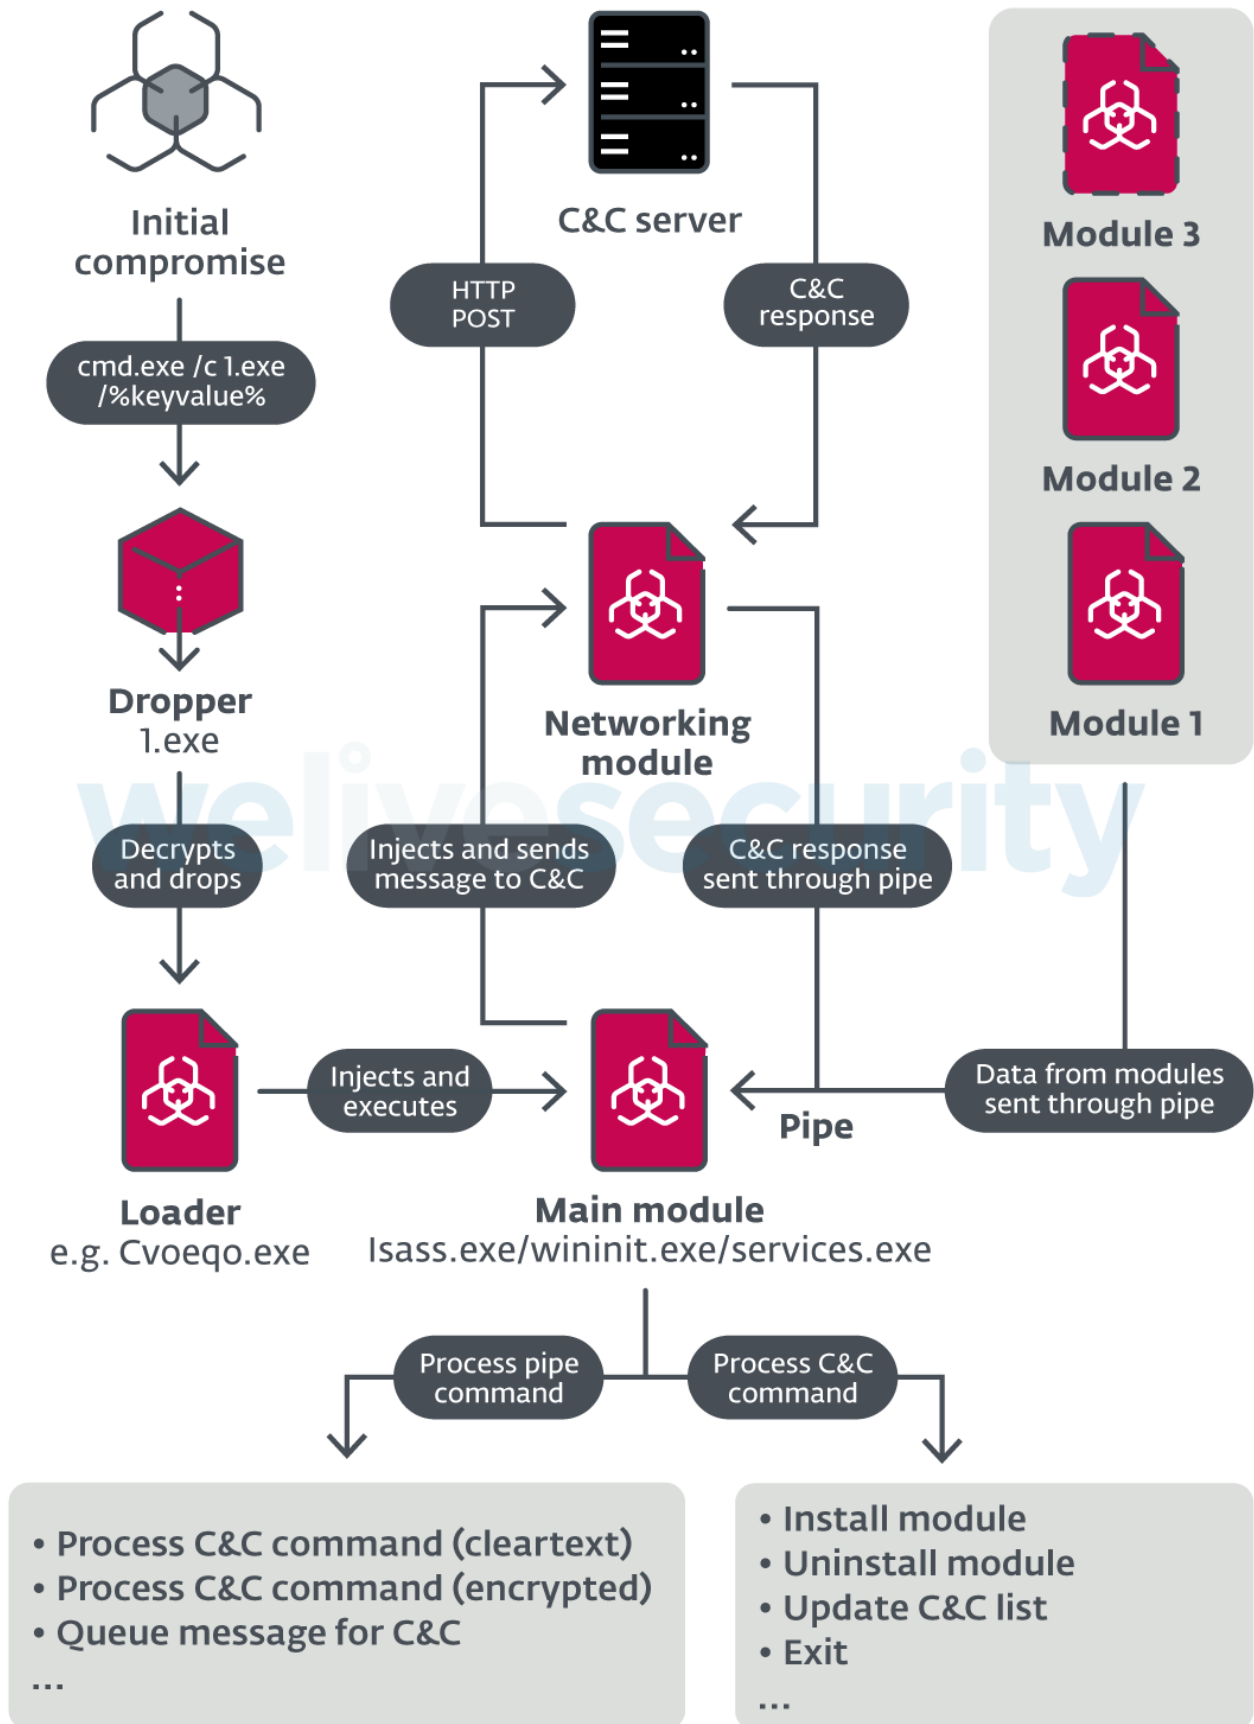 Initial
compromise
cmd.exe /c 1.exe
/%keyvalue%
Dropper
1.exe
Decrypts
and drops
Loader
e.g. Cvoeqo.exe
Injects and
executes
C&C server
HTTP
POST
C&C
response
Networking
module
Injects and sends
message to C&C
C&C response
sent through pipe
Main module
lsass.exe/wininit.exe/services.exe
Pipe
Module 3
Module 2
Module 1
Data from modules
sent through pipe
welivesecurity
Process pipe
command
Process C&C
command
• Process C&C command (cleartext)
• Process C&C command (encrypted)
• Queue message for C&C
...
• Install module
• Uninstall module
• Update C&C list
• Exit
...